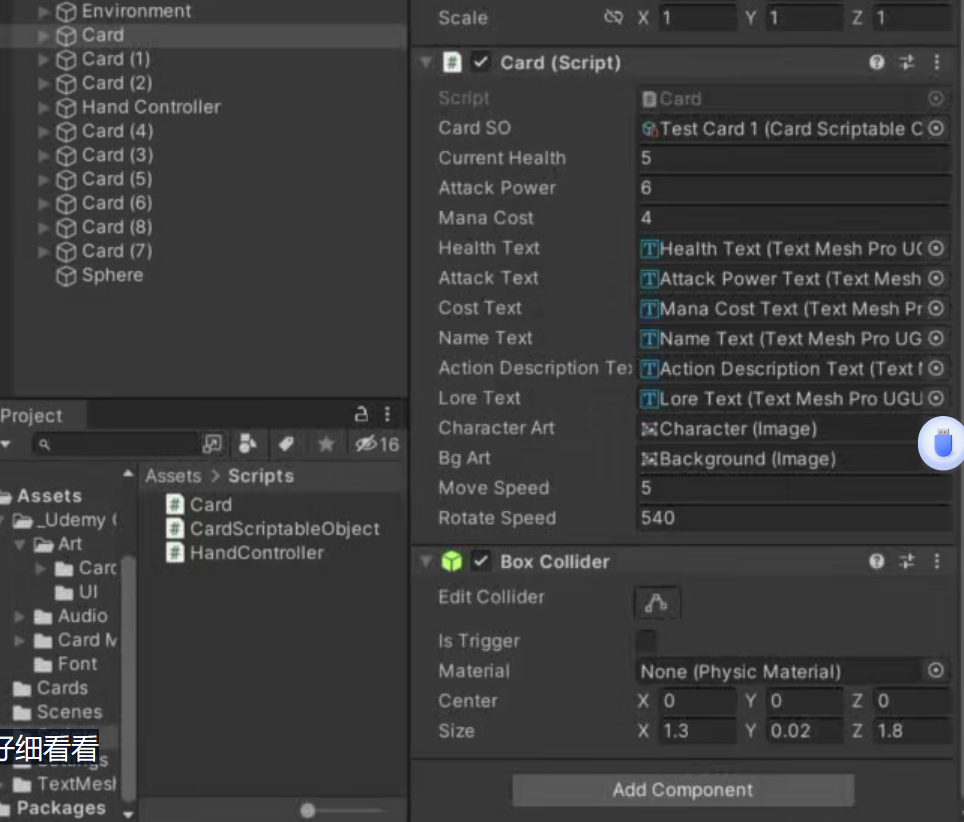 Environment
Card
Card (1)
Card (2)
Hand Controller
Card (4)
Card (3)
Card (5)
Card (6)
Card (8)
Card (7)
Sphere
Project
16
Assets
_Udemy
Art
Card
UI
Audio
Card M
Font
Cards
Scenes
仔细看看
TextMesh
Packages
Assets > Scripts
Card
CardScriptableObject
HandController
Scale X 1 Y 1 Z 1
# Card (Script)
Script Card
Card SO Test Card 1 (Card Scriptable O
Current Health 5
Attack Power 6
Mana Cost 4
Health Text Health Text (Text Mesh Pro UG
Attack Text Attack Power Text (Text Mesh
Cost Text Mana Cost Text (Text Mesh Pr
Name Text Name Text (Text Mesh Pro UG
Action Description Te Action Description Text (Text M
Lore Text Lore Text (Text Mesh Pro UGU
Character Art Character (Image)
Bg Art Background (Image)
Move Speed 5
Rotate Speed 540
Box Collider
Edit Collider
Is Trigger
Material None (Physic Material)
Center X 0 Y 0 Z 0
Size X 1.3 Y 0.02 Z 1.8
Add Component